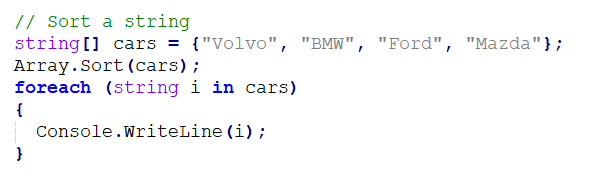 // Sort a string
string[] cars = {"Volvo", "BMW", "Ford", "Mazda"};
Array.Sort(cars);
foreach (string i in cars)
{
  Console.WriteLine(i);
}